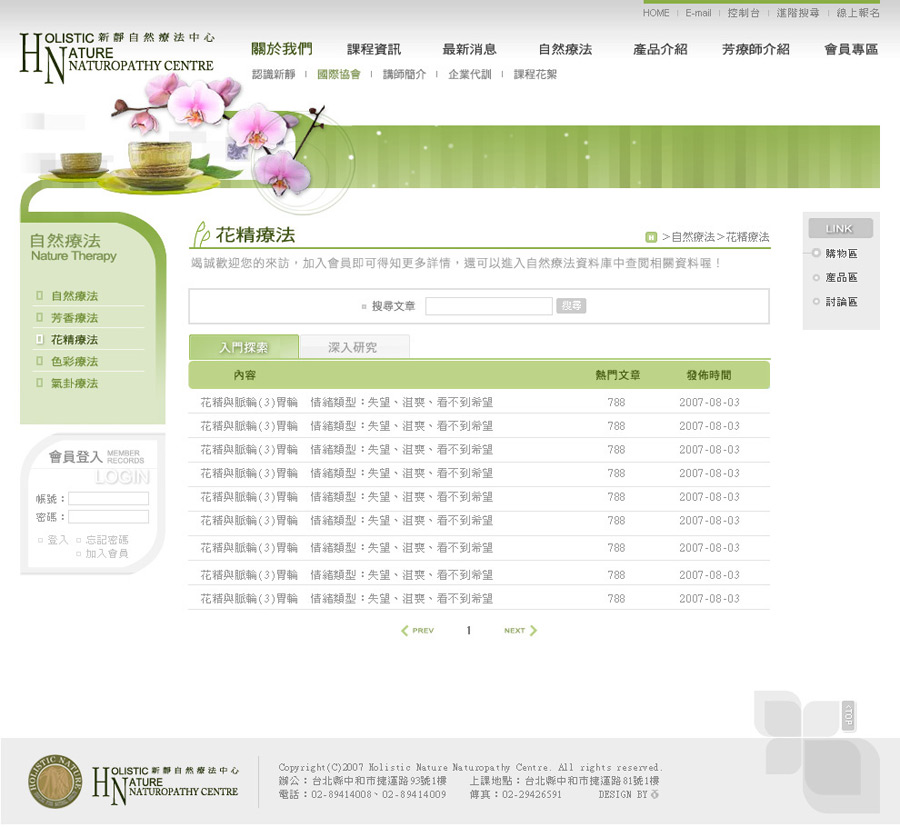 HOME | E-mail | 控制台 | 進階搜尋 | 線上報名
HOLISTIC 新靜自然療法中心
NATURE
NATUROPATHY CENTRE
關於我們 課程資訊 最新消息 自然療法 產品介紹 芳療師介紹 會員專區
認識新靜 | 國際協會 | 講師簡介 | 企業代訓 | 課程花絮
自然療法
Nature Therapy
自然療法
芳香療法
花精療法
色彩療法
氣卦療法
會員登入 MEMBER RECORDS
LOGIN
帳號：
密碼：
登入 忘記密碼
加入會員
花精療法
>自然療法>花精療法
竭誠歡迎您的來訪，加入會員即可得知更多詳情，還可以進入自然療法資料庫中查閱相關資料喔！
搜尋文章 搜尋
入門探索 深入研究
內容 熱門文章 發佈時間
花精與脈輪(3)胃輪 情緒類型：失望、沮喪、看不到希望 788 2007-08-03
花精與脈輪(3)胃輪 情緒類型：失望、沮喪、看不到希望 788 2007-08-03
花精與脈輪(3)胃輪 情緒類型：失望、沮喪、看不到希望 788 2007-08-03
花精與脈輪(3)胃輪 情緒類型：失望、沮喪、看不到希望 788 2007-08-03
花精與脈輪(3)胃輪 情緒類型：失望、沮喪、看不到希望 788 2007-08-03
花精與脈輪(3)胃輪 情緒類型：失望、沮喪、看不到希望 788 2007-08-03
花精與脈輪(3)胃輪 情緒類型：失望、沮喪、看不到希望 788 2007-08-03
花精與脈輪(3)胃輪 情緒類型：失望、沮喪、看不到希望 788 2007-08-03
花精與脈輪(3)胃輪 情緒類型：失望、沮喪、看不到希望 788 2007-08-03
PREV 1 NEXT
LINK
購物區
產品區
討論區
TOP
HOLISTIC NATURE
HOLISTIC 新靜自然療法中心
NATURE
NATUROPATHY CENTRE
Copyright(C)2007 Holistic Nature Naturopathy Centre. All rights reserved.
辦公：台北縣中和市捷運路93號1樓 上課地點：台北縣中和市捷運路81號1樓
電話：02-89414008、02-89414009 傳真：02-29426591 DESIGN BY